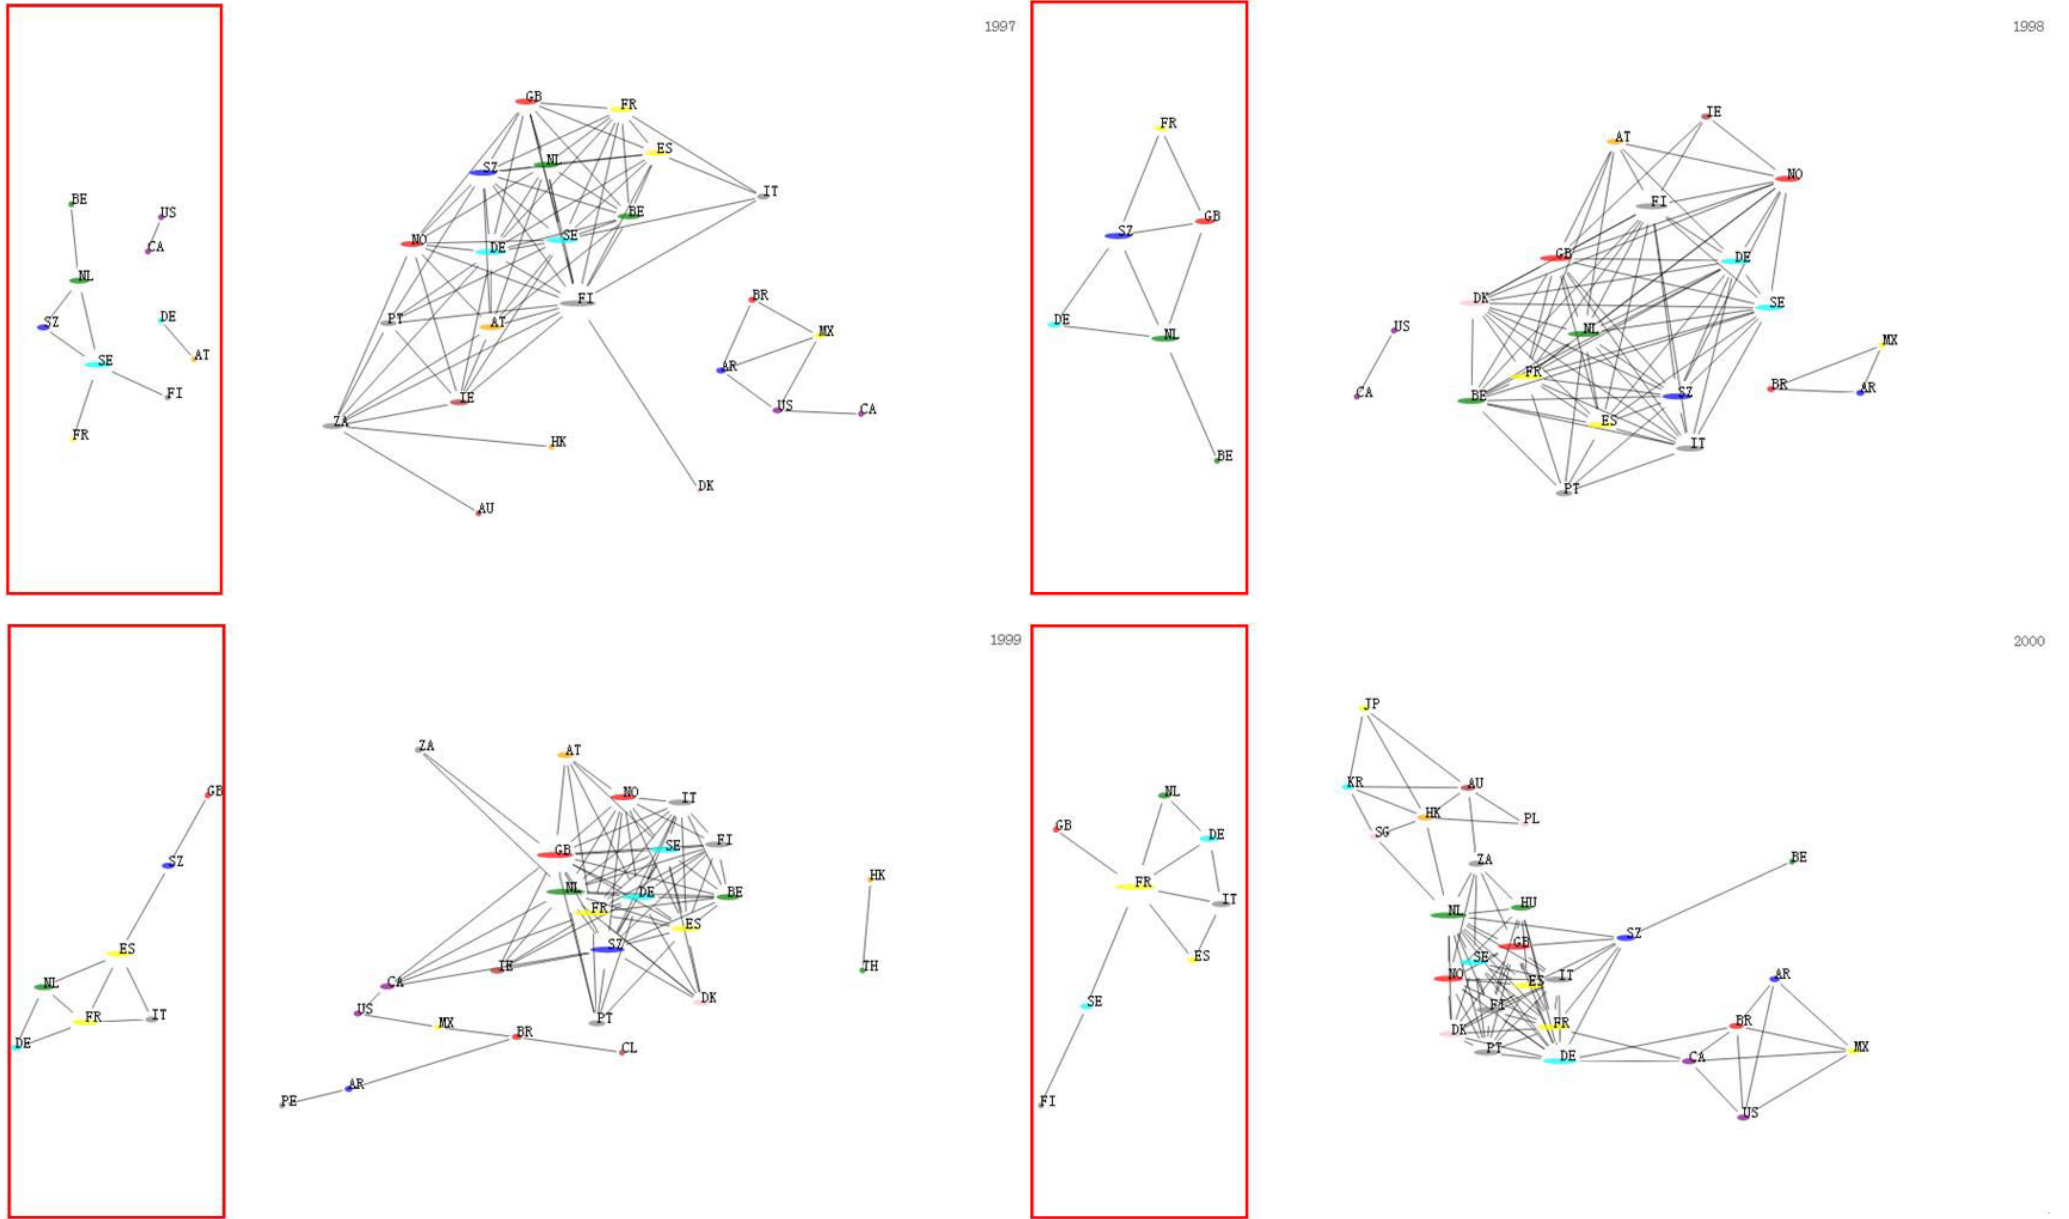 1997
BE
US
CA
NL
DE
SZ
AT
SE
FI
FR
GB
FR
NL
ES
SZ
IT
BE
NO
DE
SE
FI
BR
PT
AT
MX
AR
IE
US
CA
ZA
HK
DK
AU
1998
FR
GB
SZ
DE
NL
BE
IE
AT
NO
FI
GB
DE
DK
SE
US
NL
MX
FR
BR
AR
CA
BE
SZ
ES
IT
PT
1999
GB
SZ
ES
NL
FR
IT
DE
ZA
AT
NO
IT
FI
GB
SE
NL
DE
BE
HK
FR
ES
SZ
IE
TH
CA
DK
US
MX
PT
BR
CL
AR
PE
2000
NL
GB
DE
FR
IT
ES
SE
FI
JP
KR
AU
HK
PL
SG
ZA
BE
NL
HU
GB
SZ
SE
NO
ES
IT
AR
FI
DK
FR
BR
PT
DE
CA
MX
US